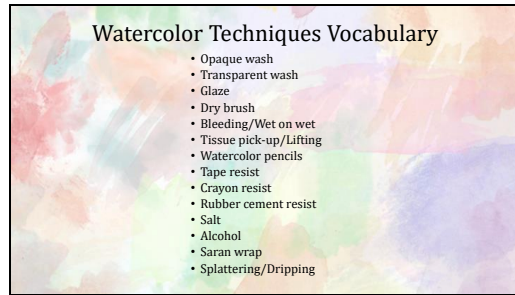 Watercolor Techniques Vocabulary
• Opaque wash
• Transparent wash
• Glaze
• Dry brush
• Bleeding/Wet on wet
• Tissue pick-up/Lifting
• Watercolor pencils
• Tape resist
• Crayon resist
• Rubber cement resist
• Salt
• Alcohol
• Saran wrap
• Splattering/Dripping